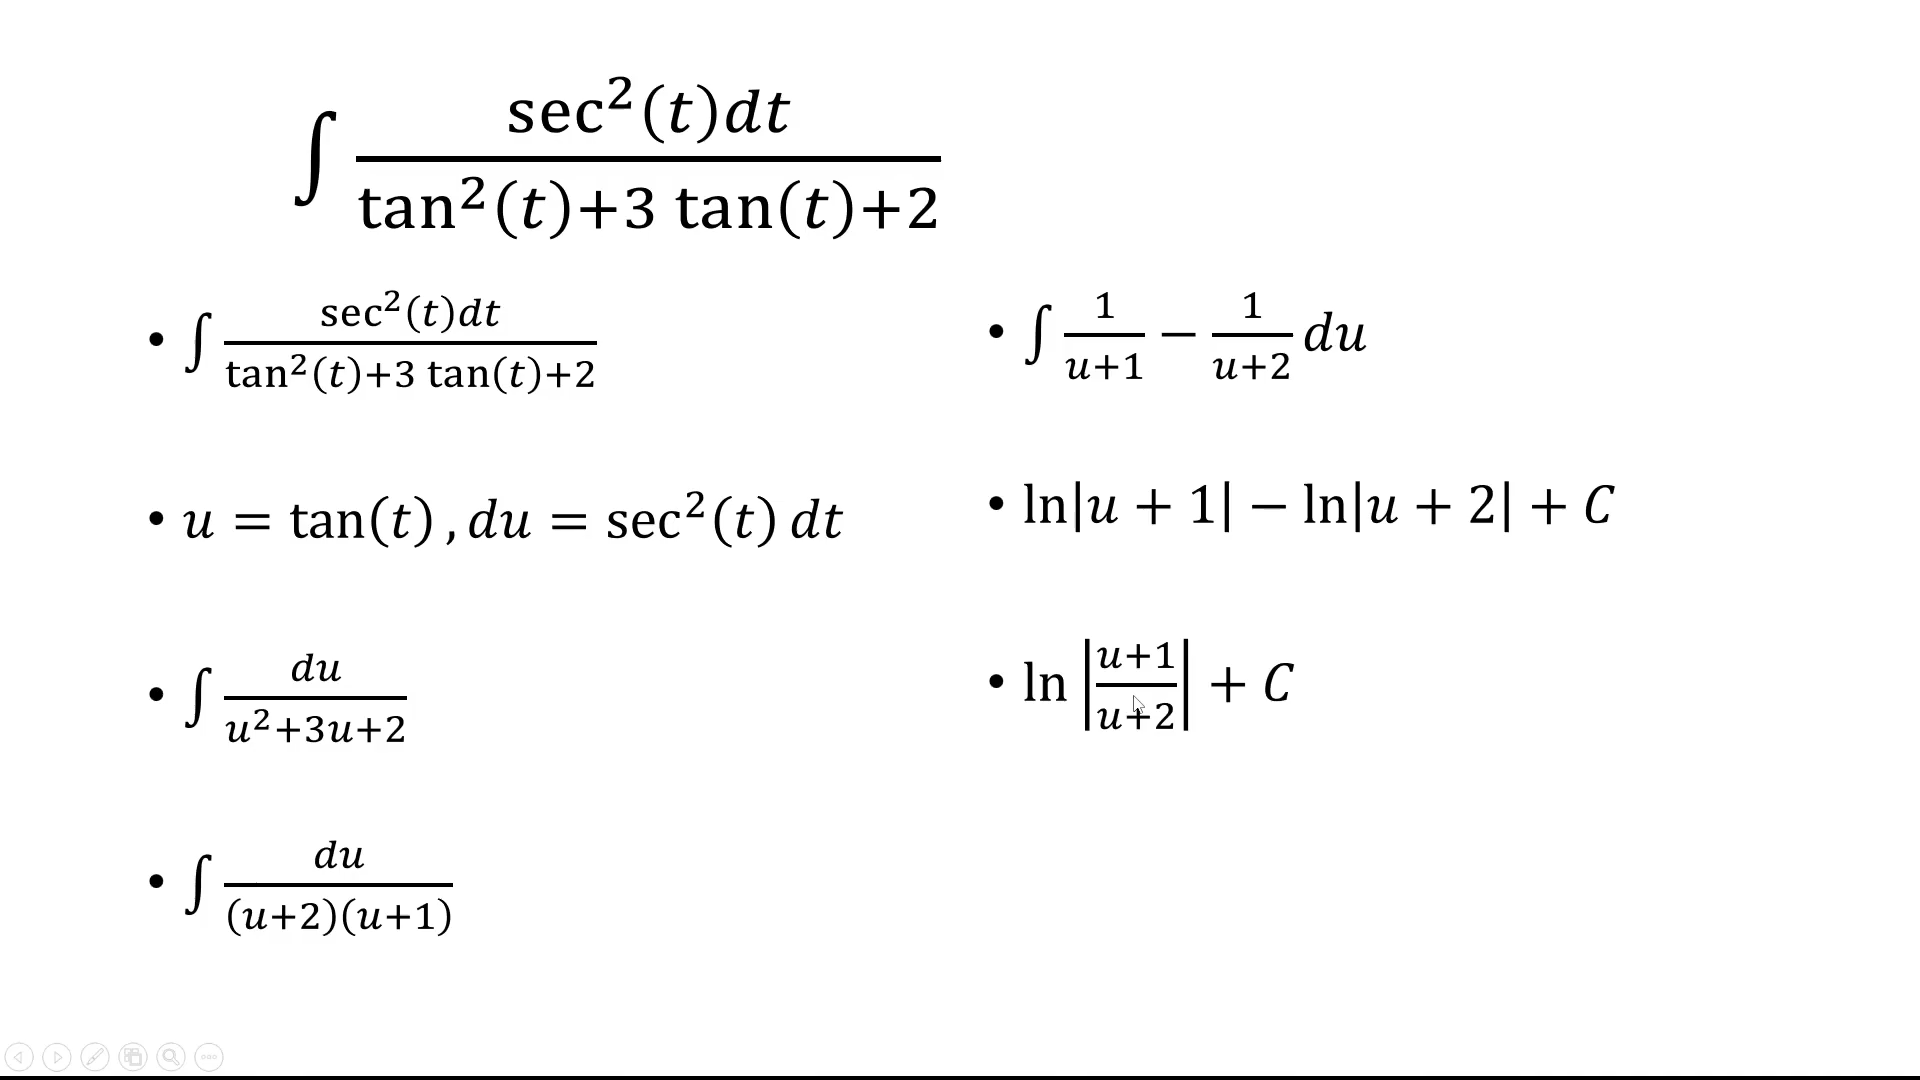 ∫ sec²(t)dt / tan²(t)+3 tan(t)+2
• ∫ sec²(t)dt / tan²(t)+3 tan(t)+2
• u = tan(t) , du = sec²(t) dt
• ∫ du / u²+3u+2
• ∫ du / (u+2)(u+1)
• ∫ 1/u+1 − 1/u+2 du
• ln|u + 1| − ln|u + 2| + C
• ln |u+1/u+2| + C